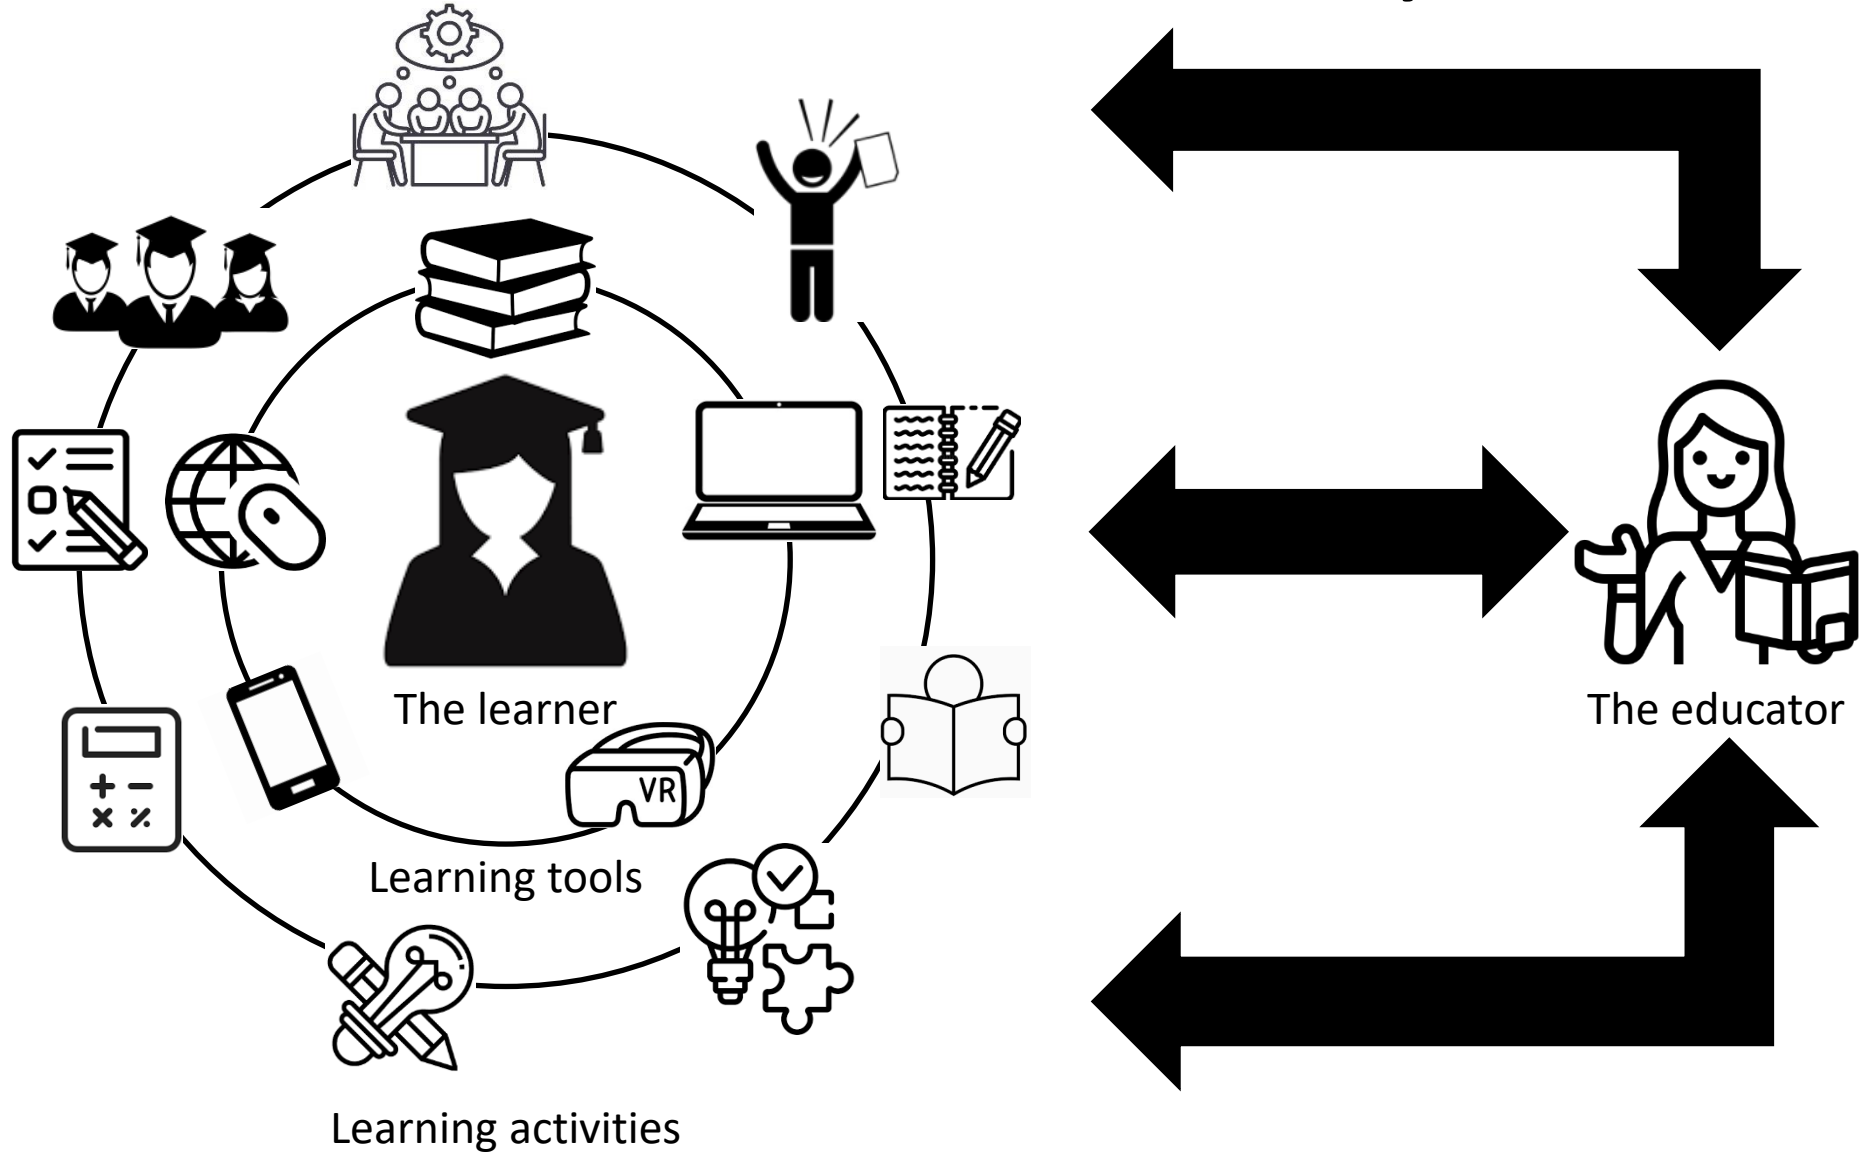 The learner
The educator
VR
Learning tools
Learning activities